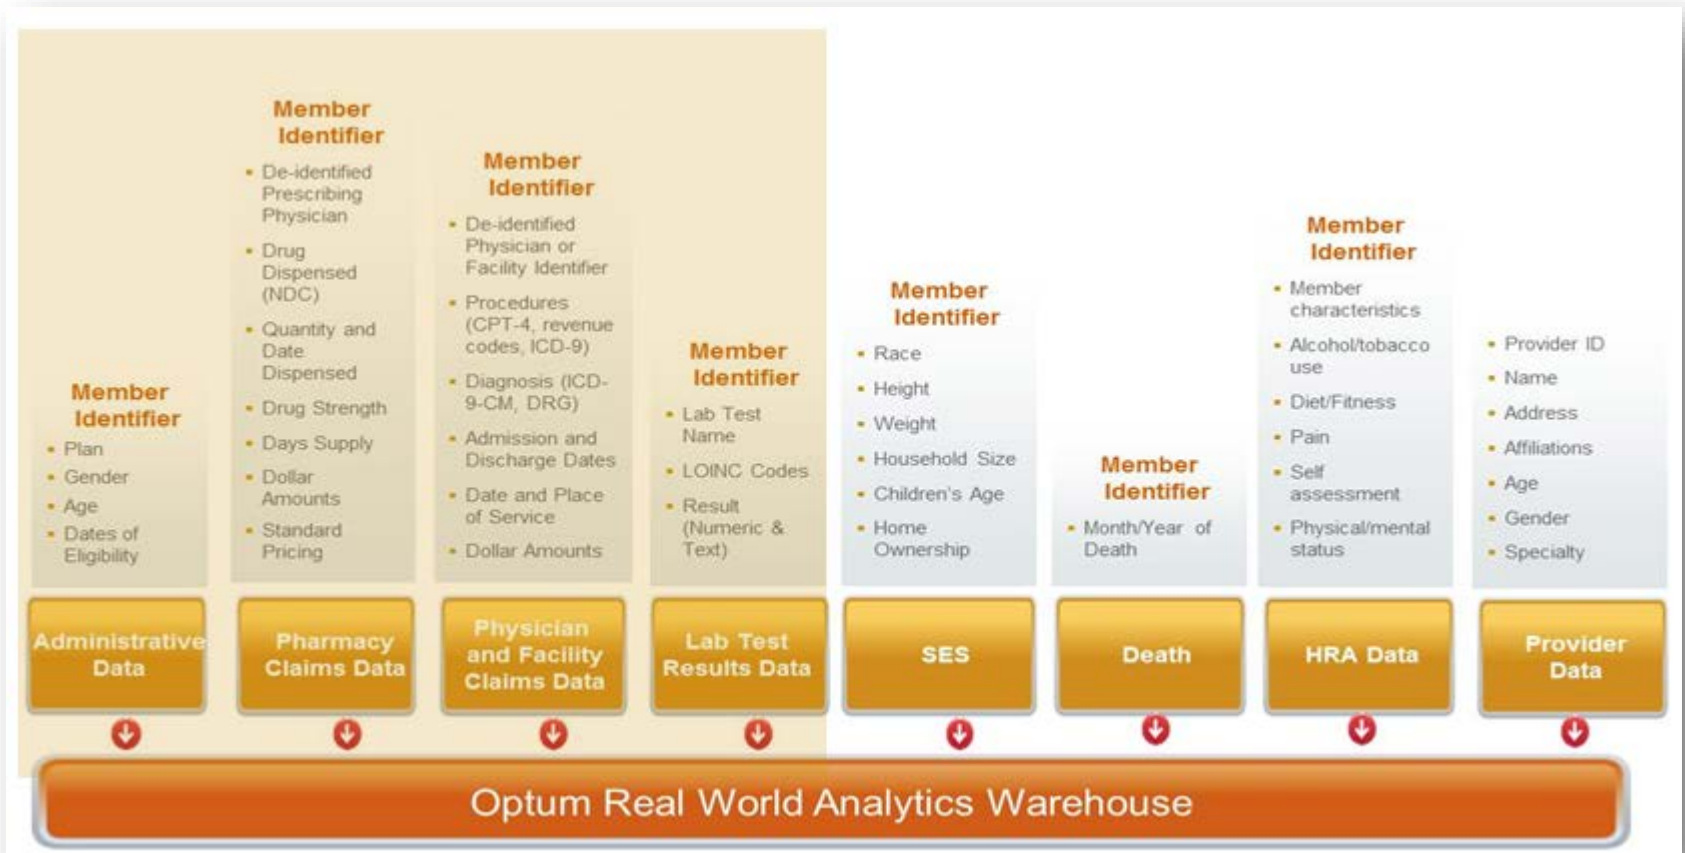 Member
Identifier
Plan
Gender
Age
Dates of
Eligibility
Administrative
Data
Member
Identifier
De-identified
Prescribing
Physician
Drug
Dispensed
(NDC)
Quantity and
Date
Dispensed
Drug Strength
Days Supply
Dollar
Amounts
Standard
Pricing
Pharmacy
Claims Data
Member
Identifier
De-identified
Physician or
Facility Identifier
Procedures
(CPT-4, revenue
codes, ICD-9)
Diagnosis (ICD-
9-CM, DRG)
Admission and
Discharge Dates
Date and Place
of Service
Dollar Amounts
Physician
and Facility
Claims Data
Member
Identifier
Lab Test
Name
LOINC Codes
Result
(Numeric &
Text)
Lab Test
Results Data
Member
Identifier
Race
Height
Weight
Household Size
Children's Age
Home
Ownership
SES
Member
Identifier
Month/Year of
Death
Death
Member
Identifier
Member
characteristics
Alcohol/tobacco
use
Diet/Fitness
Pain
Self
assessment
Physical/mental
status
HRA Data
Provider ID
Name
Address
Affiliations
Age
Gender
Specialty
Provider
Data
Optum Real World Analytics Warehouse